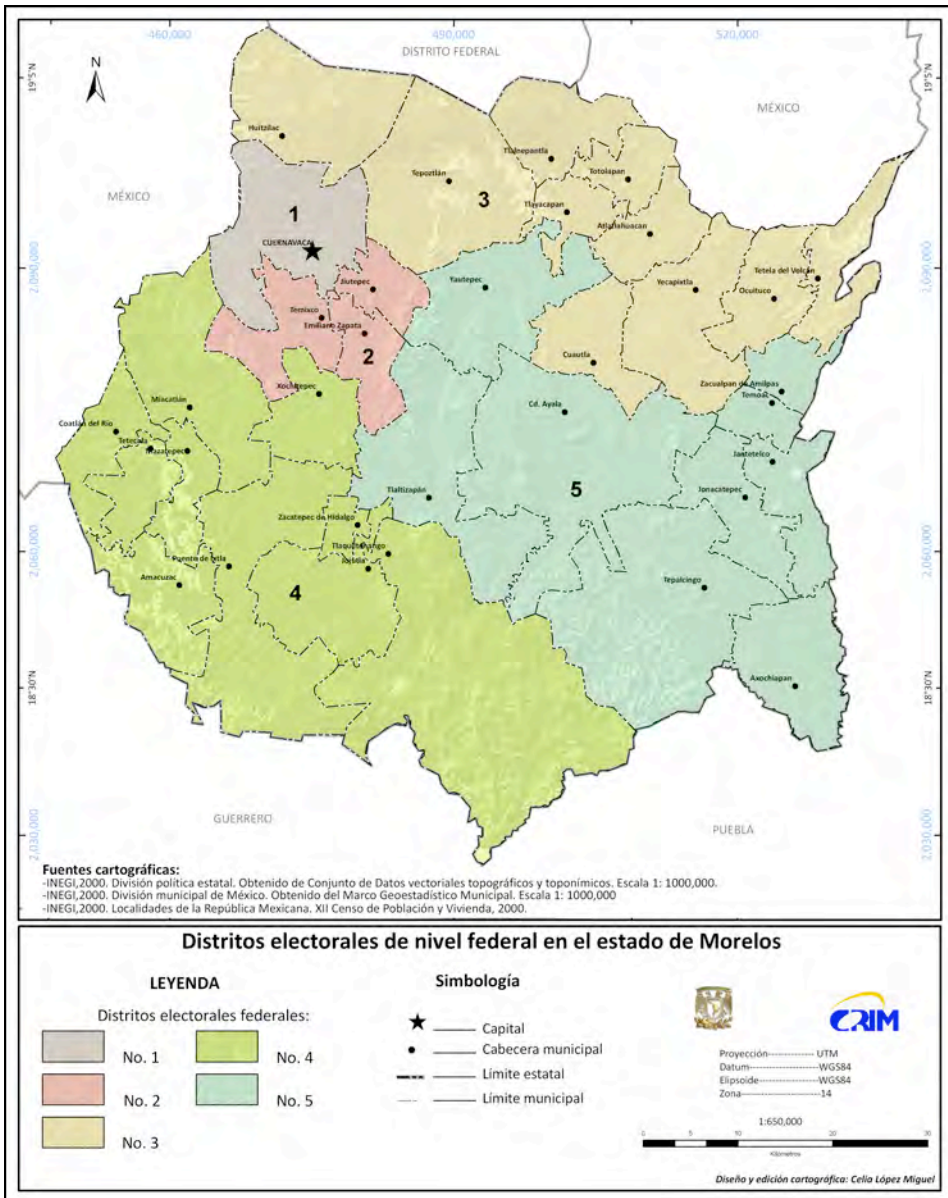 460,000
490,000
520,000
DISTRITO FEDERAL
19°5'N
19°5'N
N
MÉXICO
Huitzilac
Tlalnepantla
Tepoztlán
Totolapan
MÉXICO
1
3
Tlayacapan
Atlatlahuacan
CUERNAVACA
2,090,000
2,090,000
Jiutepec
Yautepec
Yecapixtla
Tetela del Volcán
Ocuituco
Temixco
Emiliano Zapata
2
Cuautla
Xochitepec
Zacualpan de Amilpas
Temoac
Miacatlán
Cd. Ayala
Coatlán del Río
Tetecala
Mazatepec
Jantetelco
Tlaltizapán
5
Jonacatepec
Zacatepec de Hidalgo
Tlaquiltenango
Jojutla
2,060,000
2,060,000
Puente de Ixtla
Amacuzac
4
Tepalcingo
18°30'N
18°30'N
Axochiapan
GUERRERO
PUEBLA
2,030,000
2,030,000
Fuentes cartográficas:
-INEGI,2000. División política estatal. Obtenido de Conjunto de Datos vectoriales topográficos y toponímicos. Escala 1: 1000,000.
-INEGI,2000. División municipal de México. Obtenido del Marco Geoestadístico Municipal. Escala 1: 1000,000
-INEGI,2000. Localidades de la República Mexicana. XII Censo de Población y Vivienda, 2000.
Distritos electorales de nivel federal en el estado de Morelos
LEYENDA
Distritos electorales federales:
No. 1
No. 4
No. 2
No. 5
No. 3
Simbología
Capital
Cabecera municipal
Límite estatal
Límite municipal
CRIM
Proyección------------ UTM
Datum--------------------WGS84
Elipsoide----------------WGS84
Zona----------------------14
1:650,000
0 5 10 20 30
Kilómetros
Diseño y edición cartográfica: Celia López Miguel